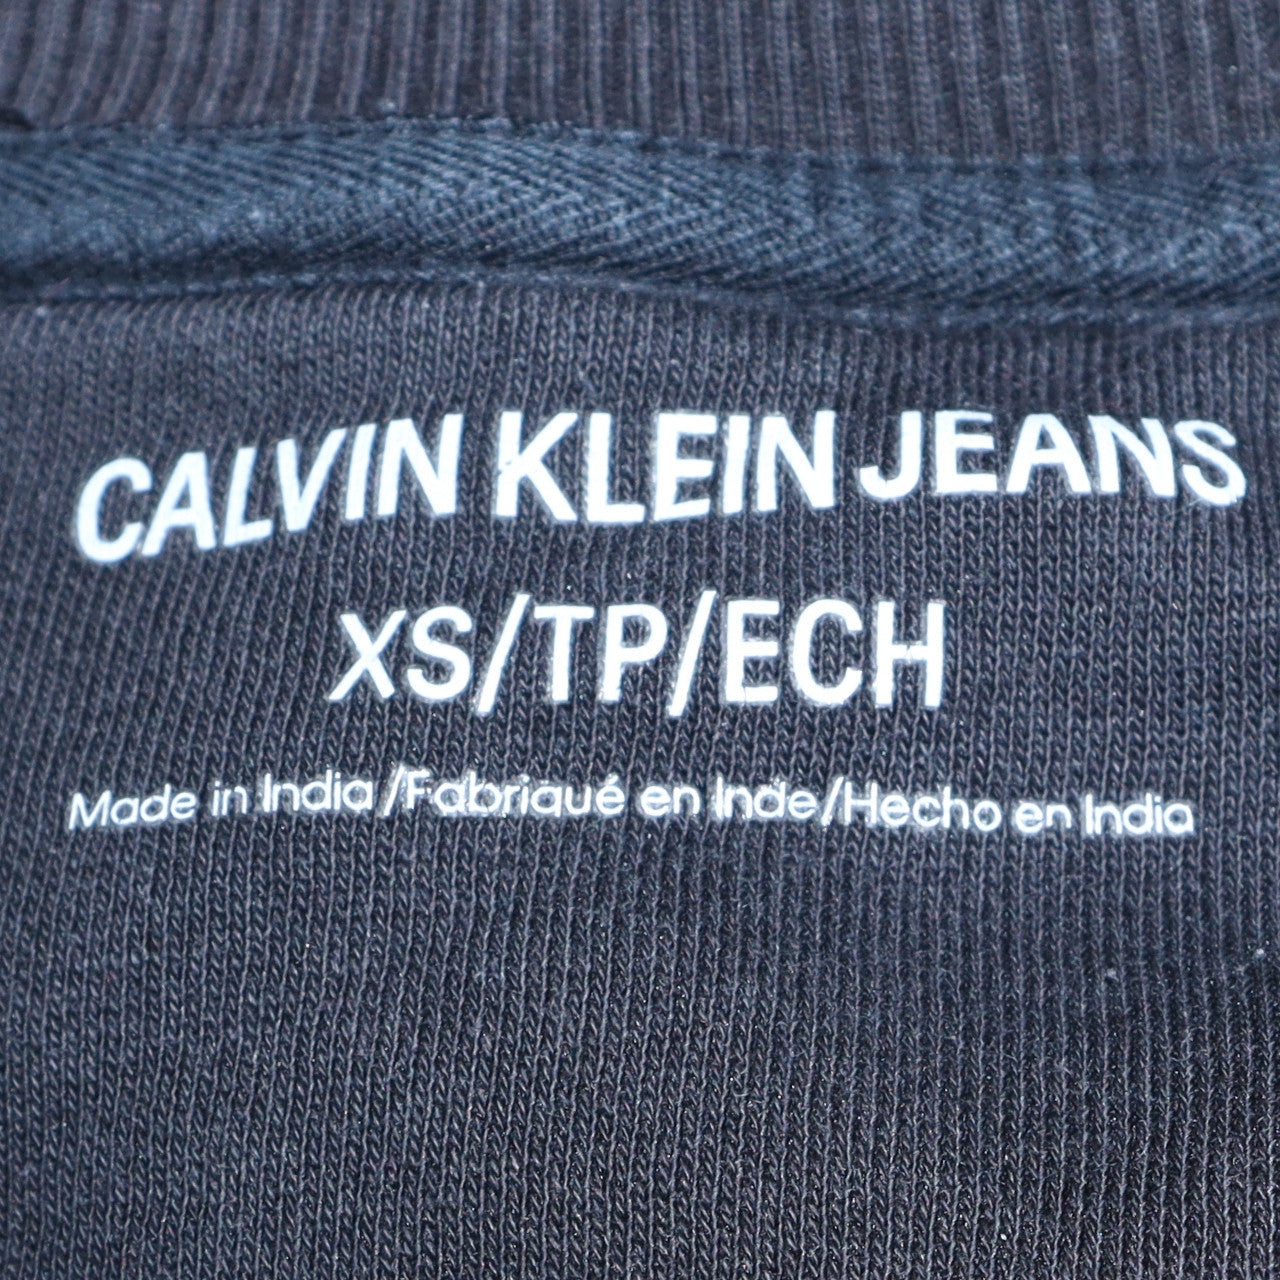 CALVIN KLEIN JEANS
XS/TP/ECH
Made in India/Fabriqué en Inde/Hecho en India